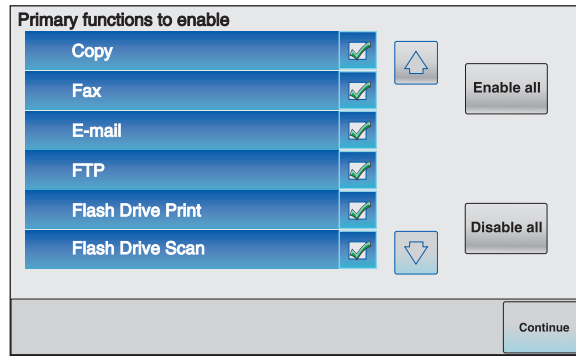 Primary functions to enable
Copy
Fax
E-mail
FTP
Flash Drive Print
Flash Drive Scan
Enable all
Disable all
Continue